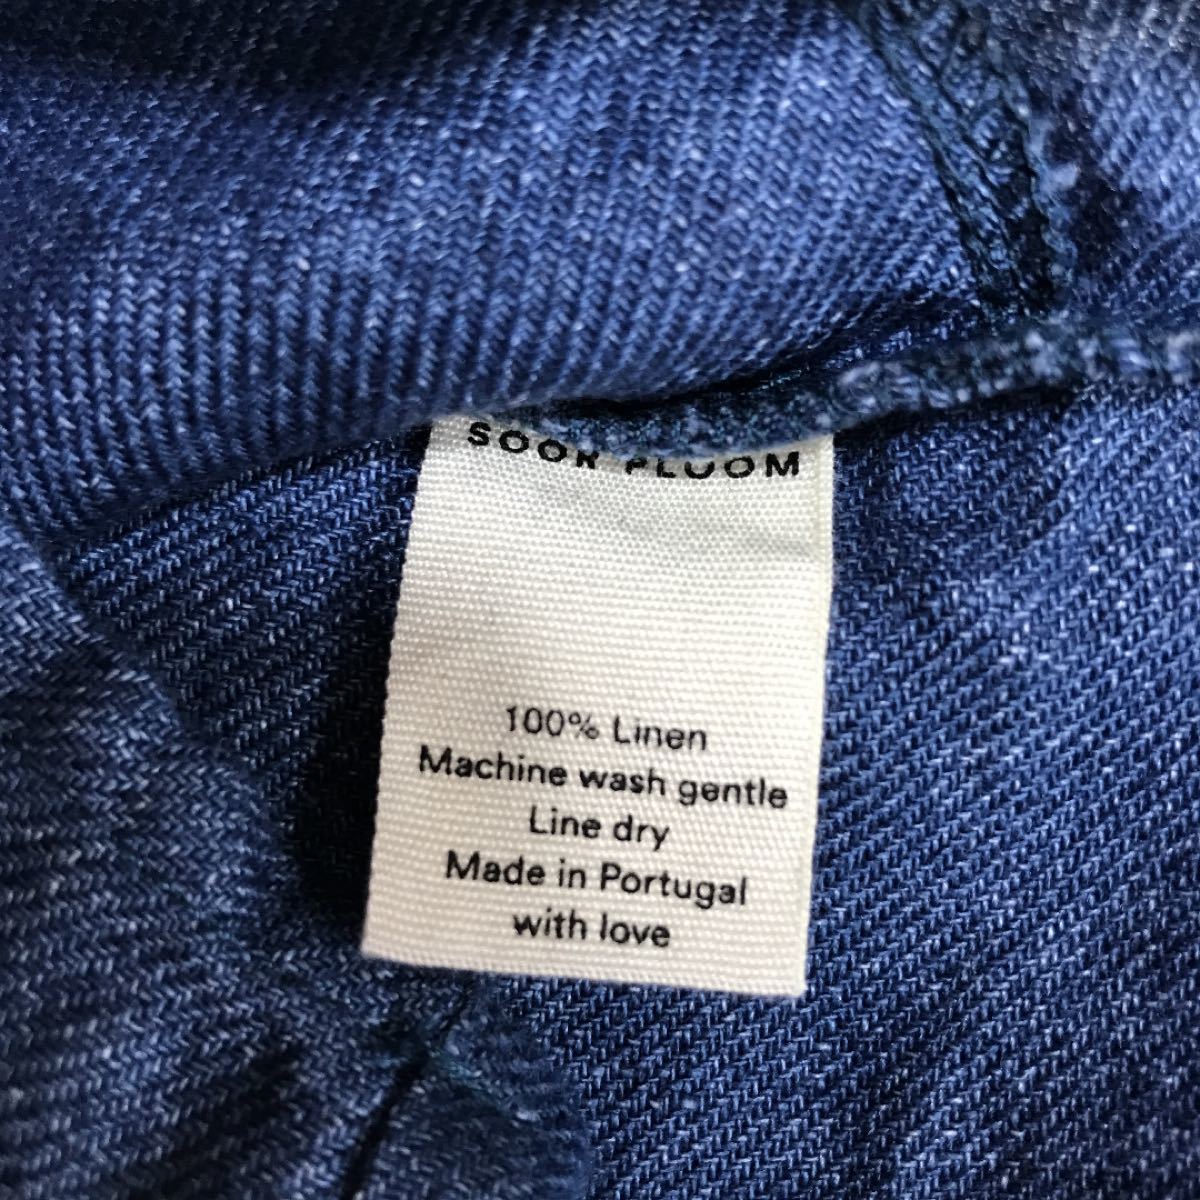 SOOR PLOOM
100% Linen
Machine wash gentle
Line dry
Made in Portugal
with love